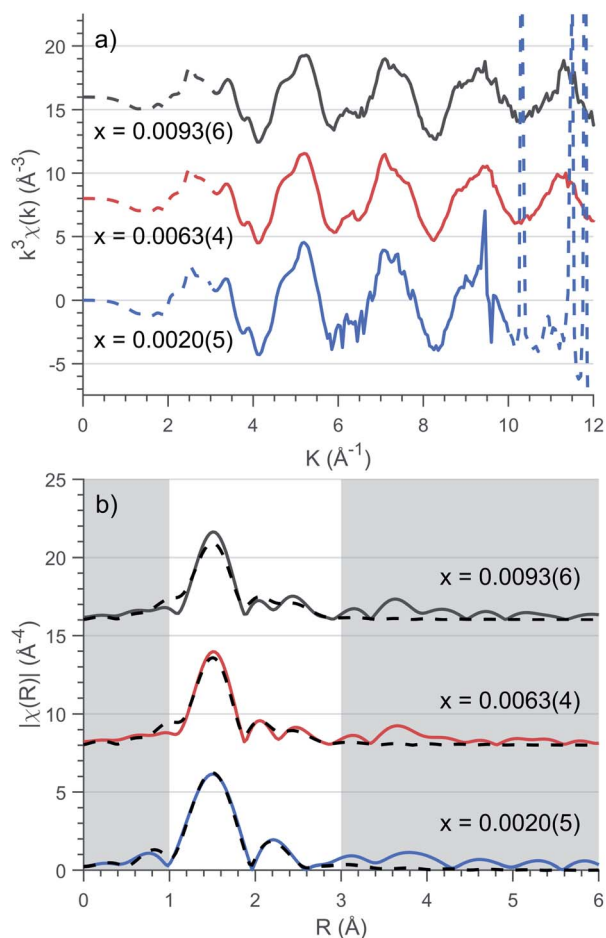 a)
20
15
10
5
0
-5
k³χ(k) (Å⁻³)
x = 0.0093(6)
x = 0.0063(4)
x = 0.0020(5)
0 2 4 6 8 10 12
K (Å⁻¹)
b)
25
20
15
10
5
0
|χ(R)| (Å⁻⁴)
x = 0.0093(6)
x = 0.0063(4)
x = 0.0020(5)
0 1 2 3 4 5 6
R (Å)